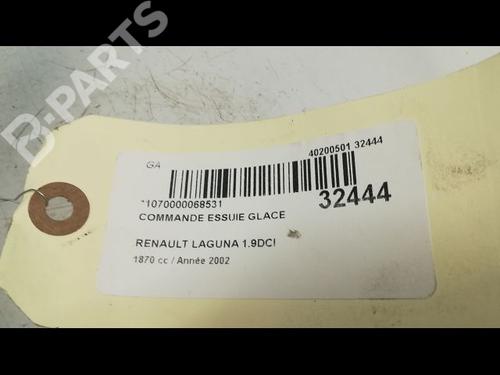 B-PARTS
GA
40200501 32444
*1070000068531
32444
COMMANDE ESSUIE GLACE
RENAULT LAGUNA 1.9DCI
1870 cc / Année 2002